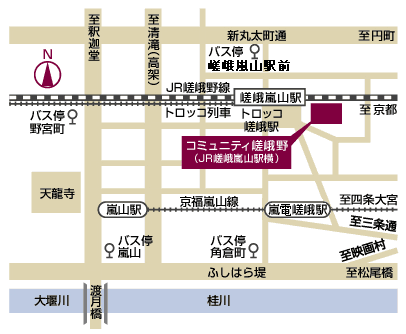 至釈迦堂
至清滝(高架)
新丸太町通
至円町
バス停
嵯峨嵐山駅前
N
JR嵯峨野線
嵯峨嵐山駅
至京都
トロッコ列車
トロッコ
嵯峨駅
バス停
野宮町
コミュニティ嵯峨野
(JR嵯峨嵐山駅横)
天龍寺
嵐山駅
京福嵐山線
嵐電嵯峨駅
至四条大宮
至三条通
バス停
嵐山
バス停
角倉町
至映画村
ふしはら堤
至松尾橋
大堰川
渡月橋
桂川